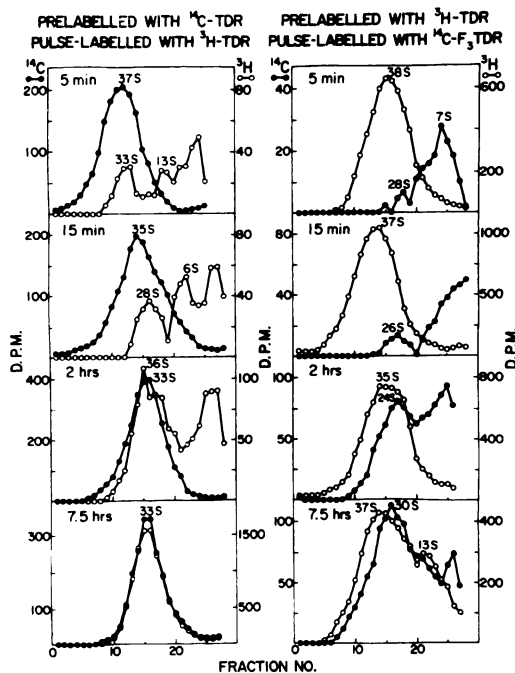 PRELABELLED WITH ¹⁴C-TDR
PULSE-LABELLED WITH ³H-TDR
PRELABELLED WITH ³H-TDR
PULSE-LABELLED WITH ¹⁴C-F₃TDR
¹⁴C ³H
5 min
37S
33S
13S
200
100
80
40
¹⁴C ³H
5 min
38S
7S
28S
40
20
600
200
15 min
35S
28S
6S
200
100
80
40
15 min
37S
26S
80
40
1000
500
2 hrs
36S
33S
400
200
100
50
2 hrs
35S
100
50
800
400
7.5 hrs
33S
300
100
1500
500
7.5 hrs
37S
30S
13S
100
50
400
200
D.P.M.
D.P.M.
D.P.M.
D.P.M.
0 10 20 30
0 10 20 30
FRACTION NO.